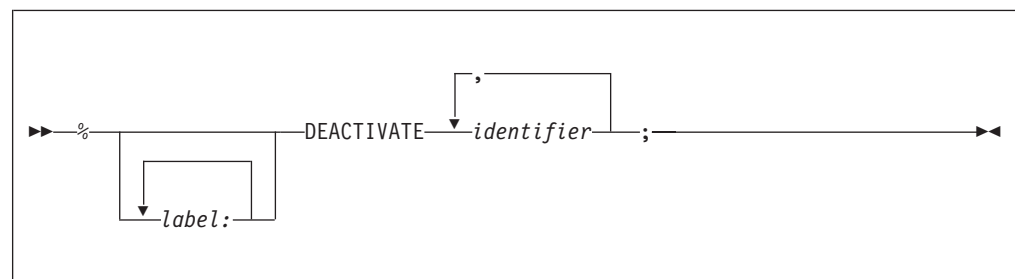 ,
% DEACTIVATE identifier ;
label: